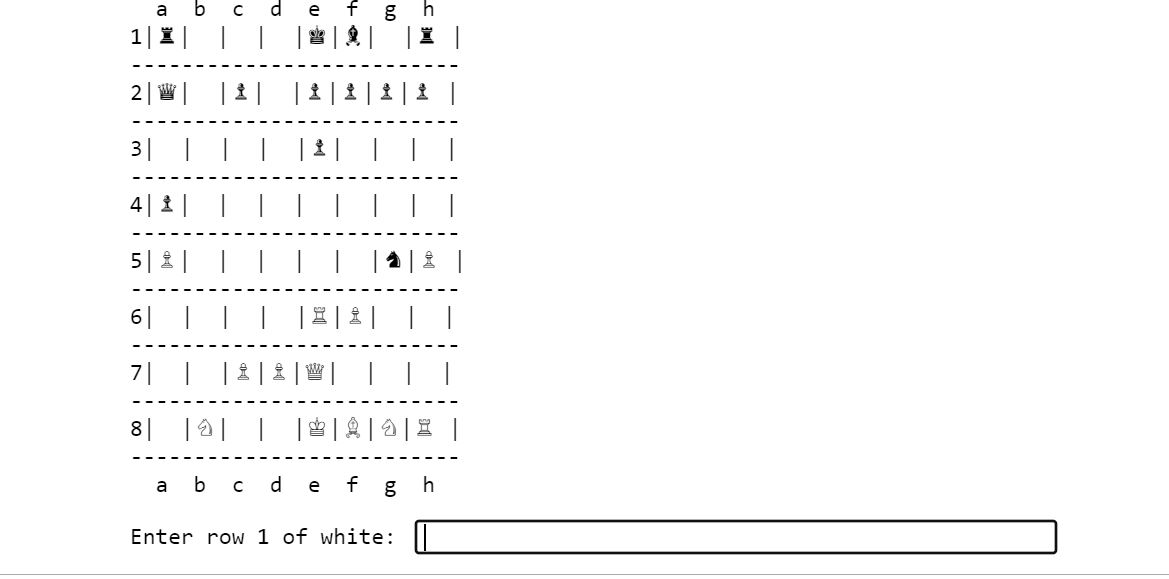 a b c d e f g h
1|♜| | | |♚|♝| |♜ |
--------------------------
2|♕| |♝| |♝|♝|♝|♝ |
--------------------------
3| | | | |♝| | | |
--------------------------
4|♝| | | | | | | |
--------------------------
5|♙| | | | | |♞|♙ |
--------------------------
6| | | | |♖|♙| | |
--------------------------
7| | |♙|♙|♕| | | |
--------------------------
8| |♘| | |♔|♗|♘|♖ |
--------------------------
a b c d e f g h
Enter row 1 of white: